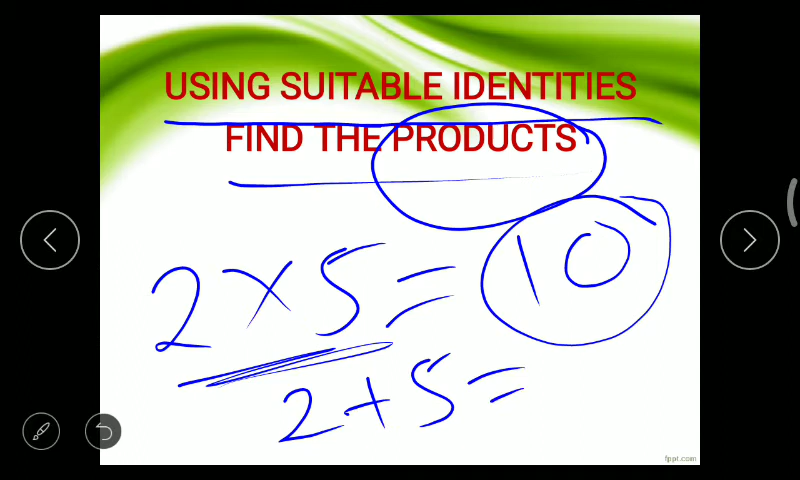 USING SUITABLE IDENTITIES
FIND THE PRODUCTS
2 × 5 = 10
2 + 5 =
fppt.com